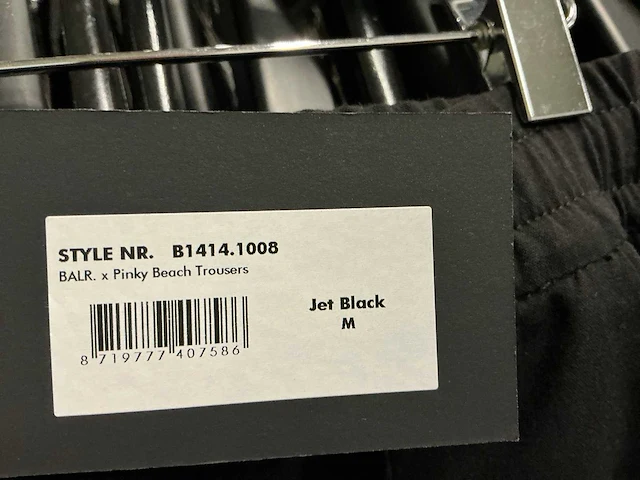 STYLE NR. B1414.1008
BALR. x Pinky Beach Trousers
Jet Black
M
8 719777 407586